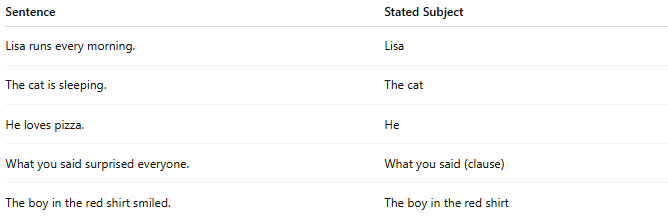 Sentence Stated Subject
Lisa runs every morning. Lisa
The cat is sleeping. The cat
He loves pizza. He
What you said surprised everyone. What you said (clause)
The boy in the red shirt smiled. The boy in the red shirt